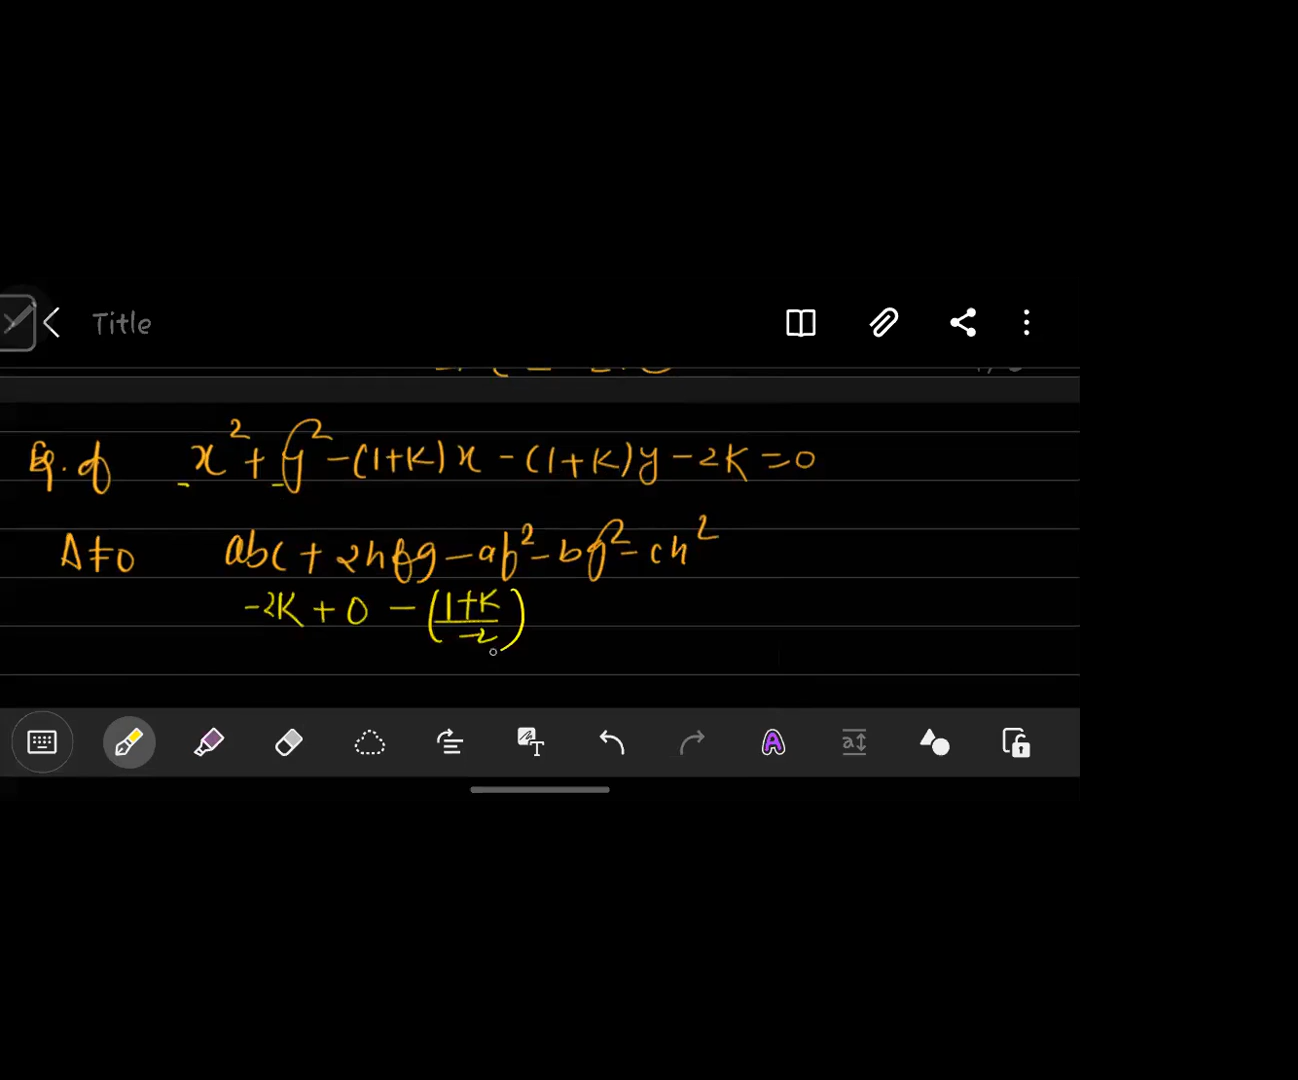 Title
Eq. of x² + y² - (1+K)x - (1+K)y - 2K = 0
Δ ≠ 0 abc + 2hfg - af² - bg² - ch²
-2K + 0 - ((1+K)/-2)